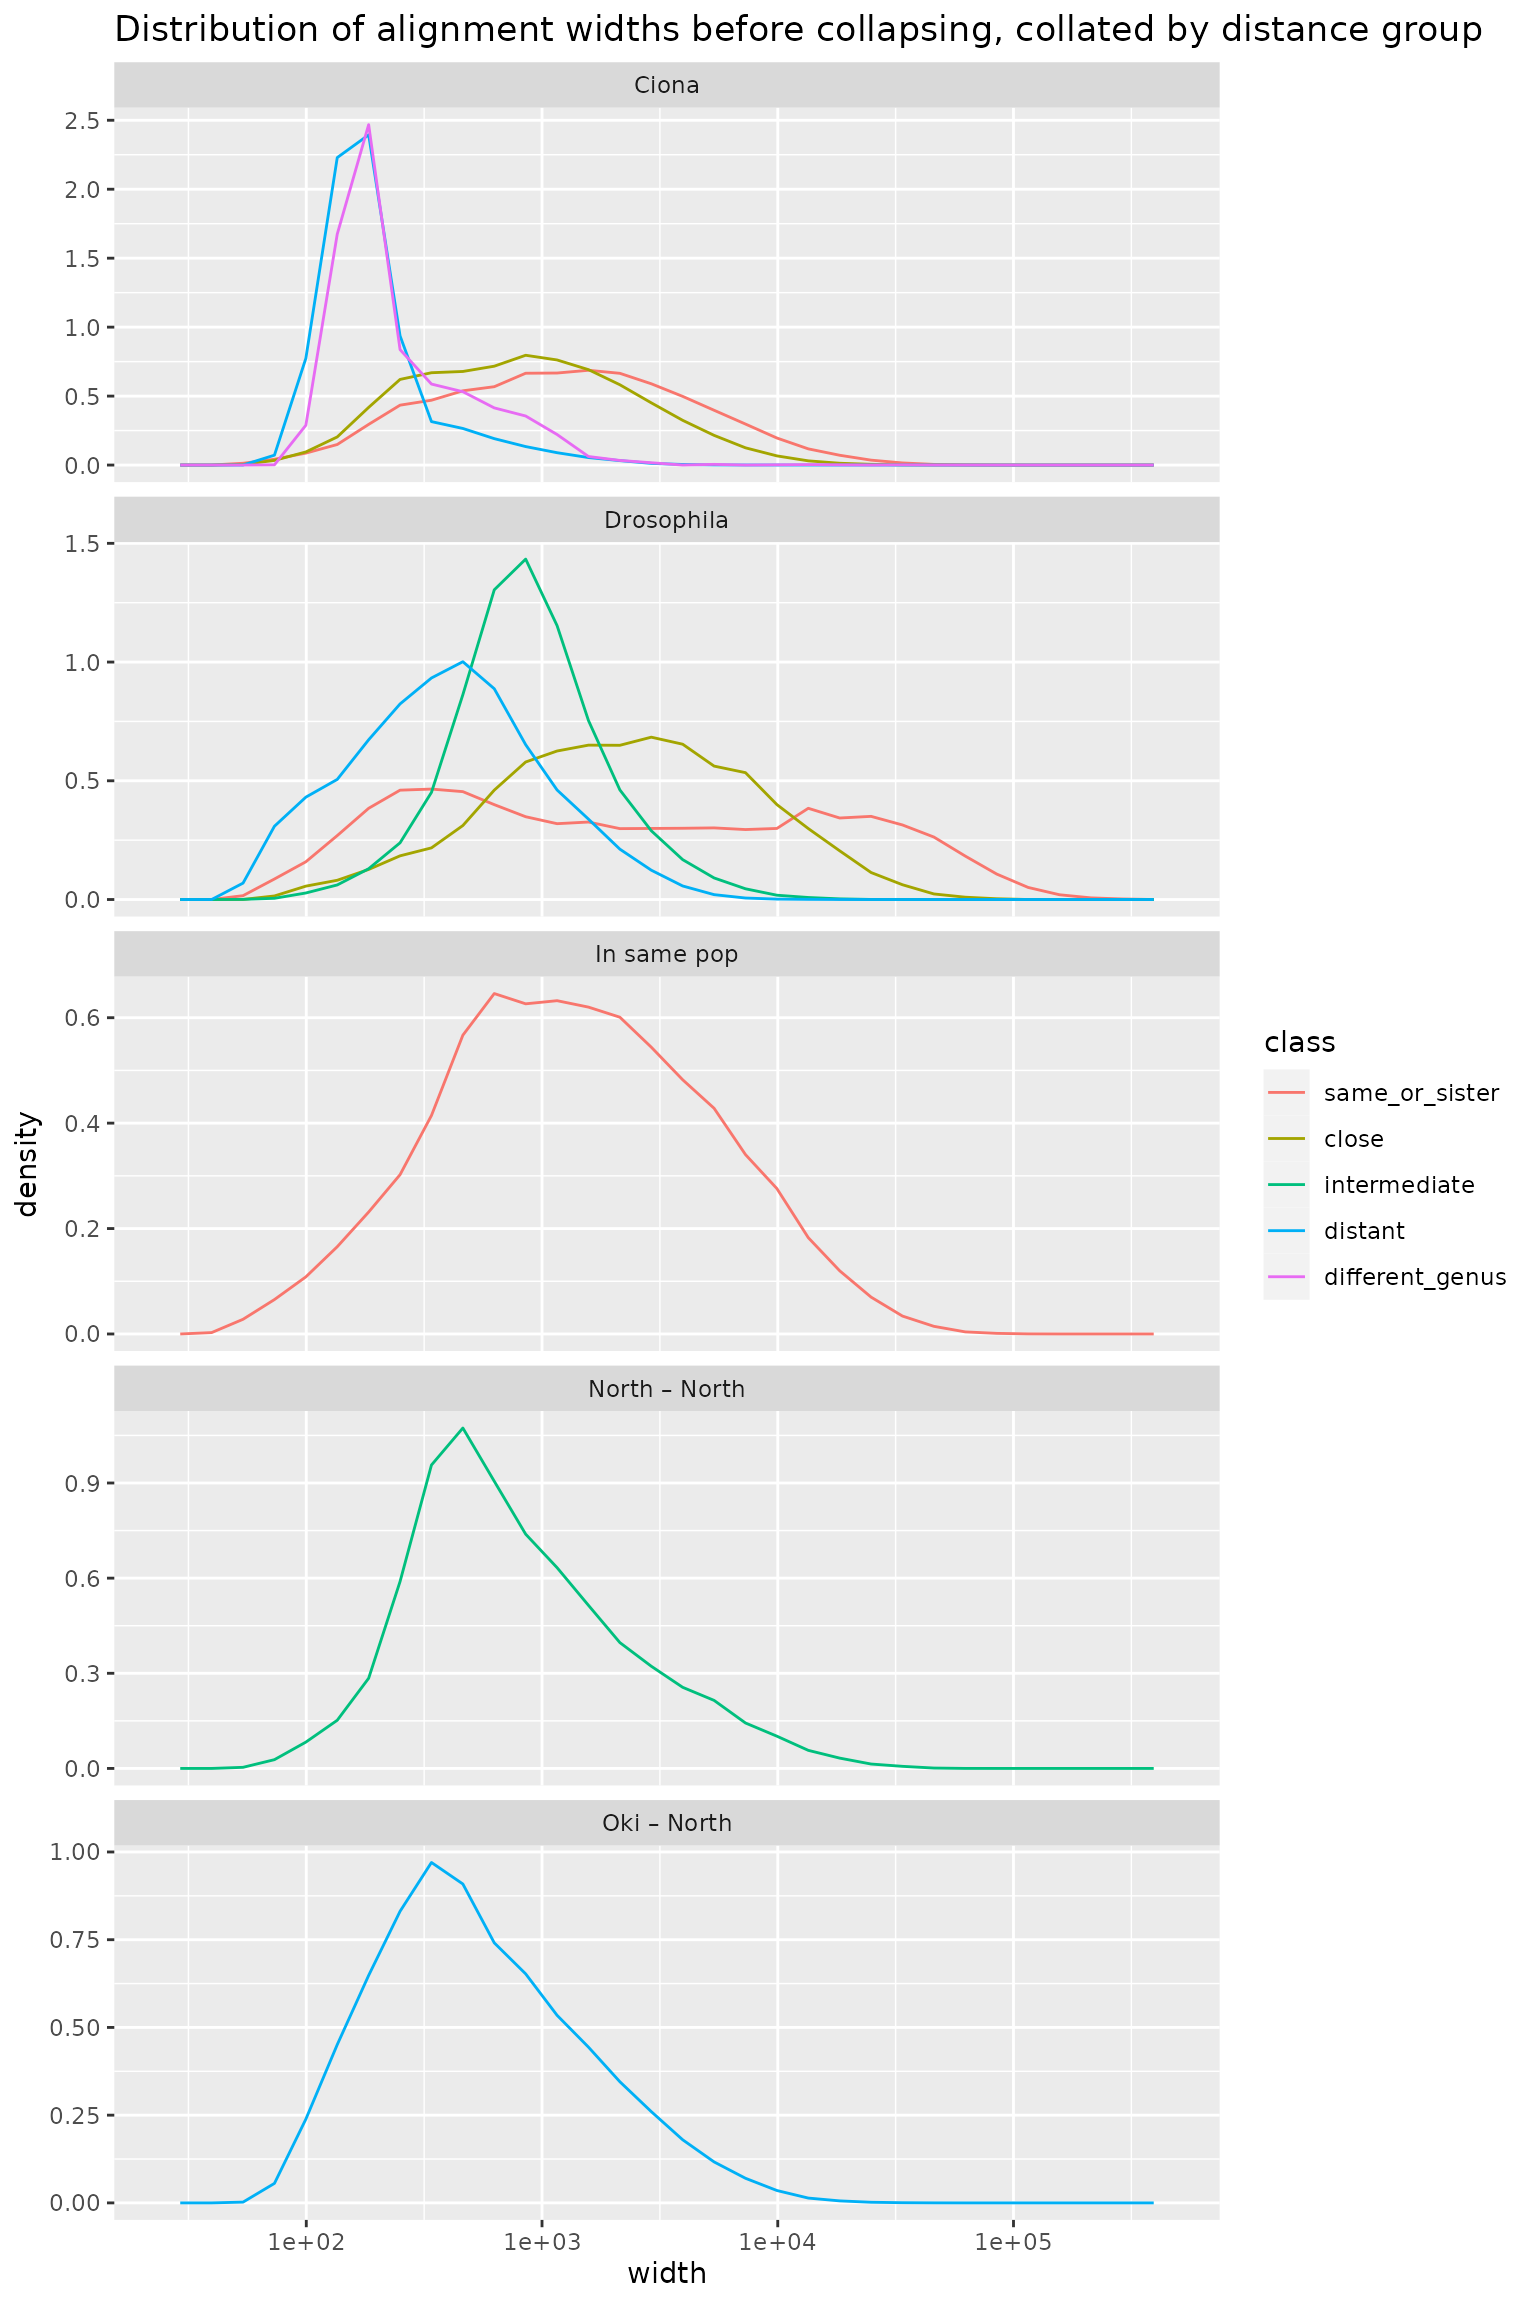 Distribution of alignment widths before collapsing, collated by distance group
Ciona
2.5
2.0
1.5
1.0
0.5
0.0
Drosophila
1.5
1.0
0.5
0.0
In same pop
0.6
0.4
0.2
0.0
North – North
0.9
0.6
0.3
0.0
Oki – North
1.00
0.75
0.50
0.25
0.00
1e+02 1e+03 1e+04 1e+05
width
density
class
same_or_sister
close
intermediate
distant
different_genus